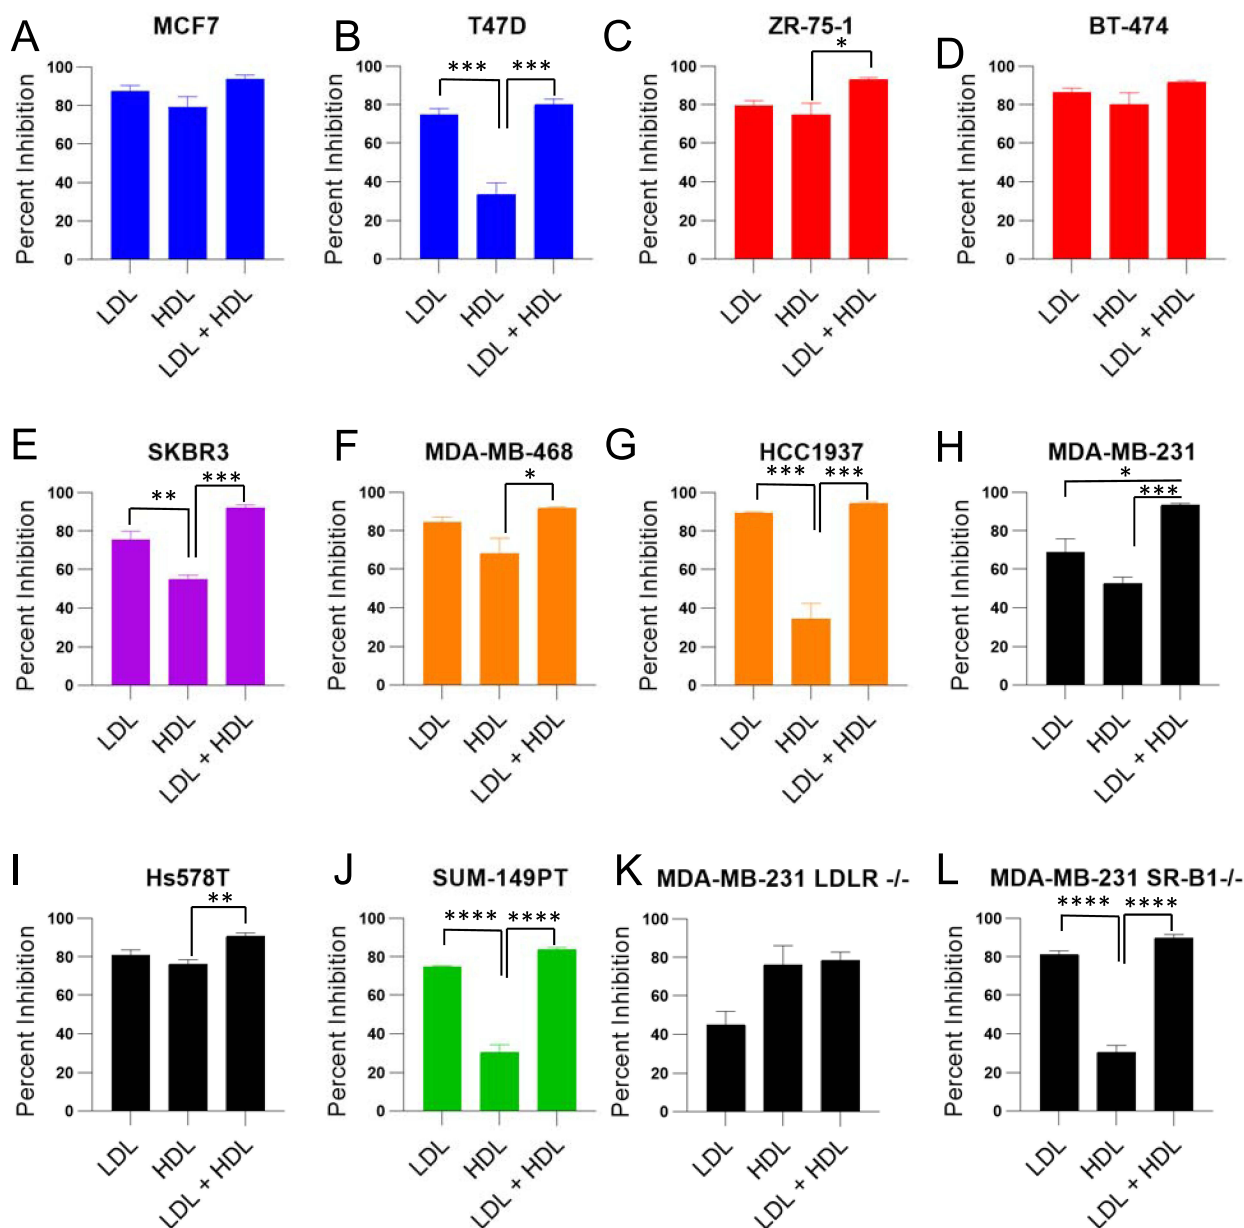 A
MCF7
Percent Inhibition
100
80
60
40
20
0
LDL
HDL
LDL + HDL
B
T47D
Percent Inhibition
100
80
60
40
20
0
***
***
LDL
HDL
LDL + HDL
C
ZR-75-1
Percent Inhibition
100
80
60
40
20
0
*
LDL
HDL
LDL + HDL
D
BT-474
Percent Inhibition
100
80
60
40
20
0
LDL
HDL
LDL + HDL
E
SKBR3
Percent Inhibition
100
80
60
40
20
0
**
***
LDL
HDL
LDL + HDL
F
MDA-MB-468
Percent Inhibition
100
80
60
40
20
0
*
LDL
HDL
LDL + HDL
G
HCC1937
Percent Inhibition
100
80
60
40
20
0
***
***
LDL
HDL
LDL + HDL
H
MDA-MB-231
Percent Inhibition
100
80
60
40
20
0
*
***
LDL
HDL
LDL + HDL
I
Hs578T
Percent Inhibition
100
80
60
40
20
0
**
LDL
HDL
LDL + HDL
J
SUM-149PT
Percent Inhibition
100
80
60
40
20
0
****
****
LDL
HDL
LDL + HDL
K
MDA-MB-231 LDLR -/-
Percent Inhibition
100
80
60
40
20
0
LDL
HDL
LDL + HDL
L
MDA-MB-231 SR-B1-/-
Percent Inhibition
100
80
60
40
20
0
****
****
LDL
HDL
LDL + HDL